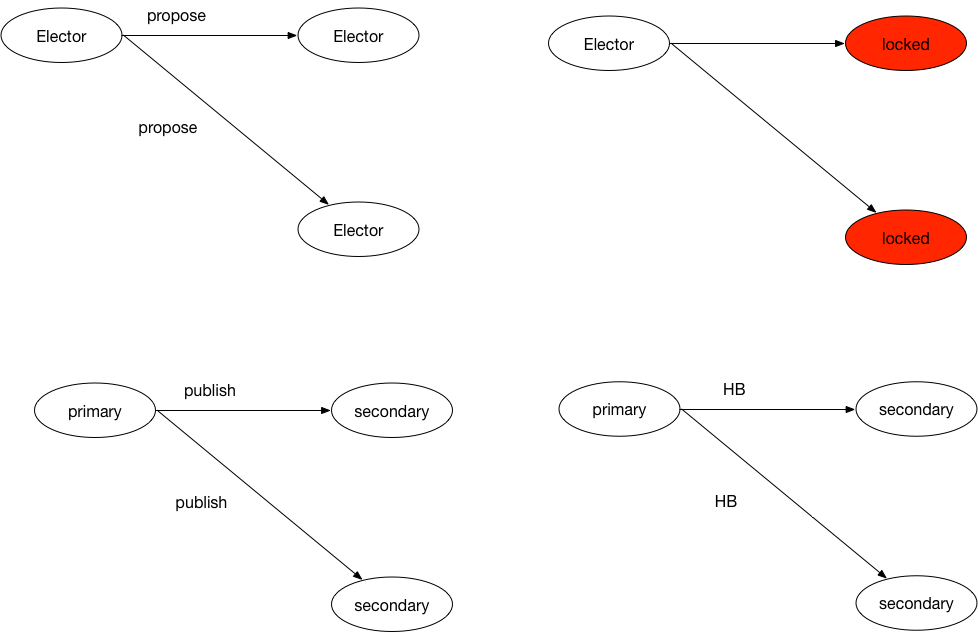 propose
Elector
Elector
propose
Elector
Elector
locked
locked
publish
primary
secondary
publish
secondary
HB
primary
secondary
HB
secondary